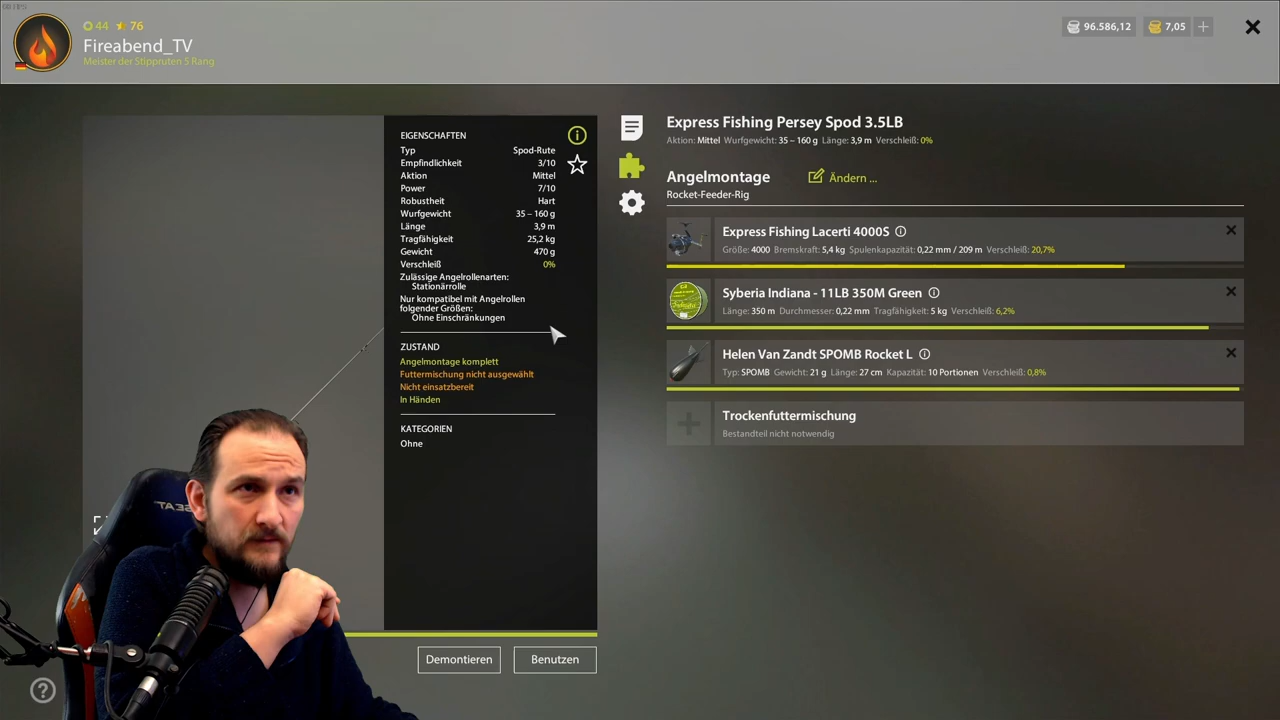 44 76
Fireabend_TV
Meister der Stippruten 5 Rang
96.586,12
7,05
EIGENSCHAFTEN
Typ Spod-Rute
Empfindlichkeit 3/10
Aktion Mittel
Power 7/10
Robustheit Hart
Wurfgewicht 35 – 160 g
Länge 3,9 m
Tragfähigkeit 25,2 kg
Gewicht 470 g
Verschleiß 0%
Zulässige Angelrollenarten:
Stationärrolle
Nur kompatibel mit Angelrollen
folgender Größen:
Ohne Einschränkungen
ZUSTAND
Angelmontage komplett
Futtermischung nicht ausgewählt
Nicht einsatzbereit
In Händen
KATEGORIEN
Ohne
Demontieren
Benutzen
Express Fishing Persey Spod 3.5LB
Aktion: Mittel Wurfgewicht: 35 – 160 g Länge: 3,9 m Verschleiß: 0%
Angelmontage
Ändern ...
Rocket-Feeder-Rig
Express Fishing Lacerti 4000S
Größe: 4000 Bremskraft: 5,4 kg Spulenkapazität: 0,22 mm / 209 m Verschleiß: 20,7%
Syberia Indiana - 11LB 350M Green
Länge: 350 m Durchmesser: 0,22 mm Tragfähigkeit: 5 kg Verschleiß: 6,2%
Helen Van Zandt SPOMB Rocket L
Typ: SPOMB Gewicht: 21 g Länge: 27 cm Kapazität: 10 Portionen Verschleiß: 0,8%
Trockenfuttermischung
Bestandteil nicht notwendig